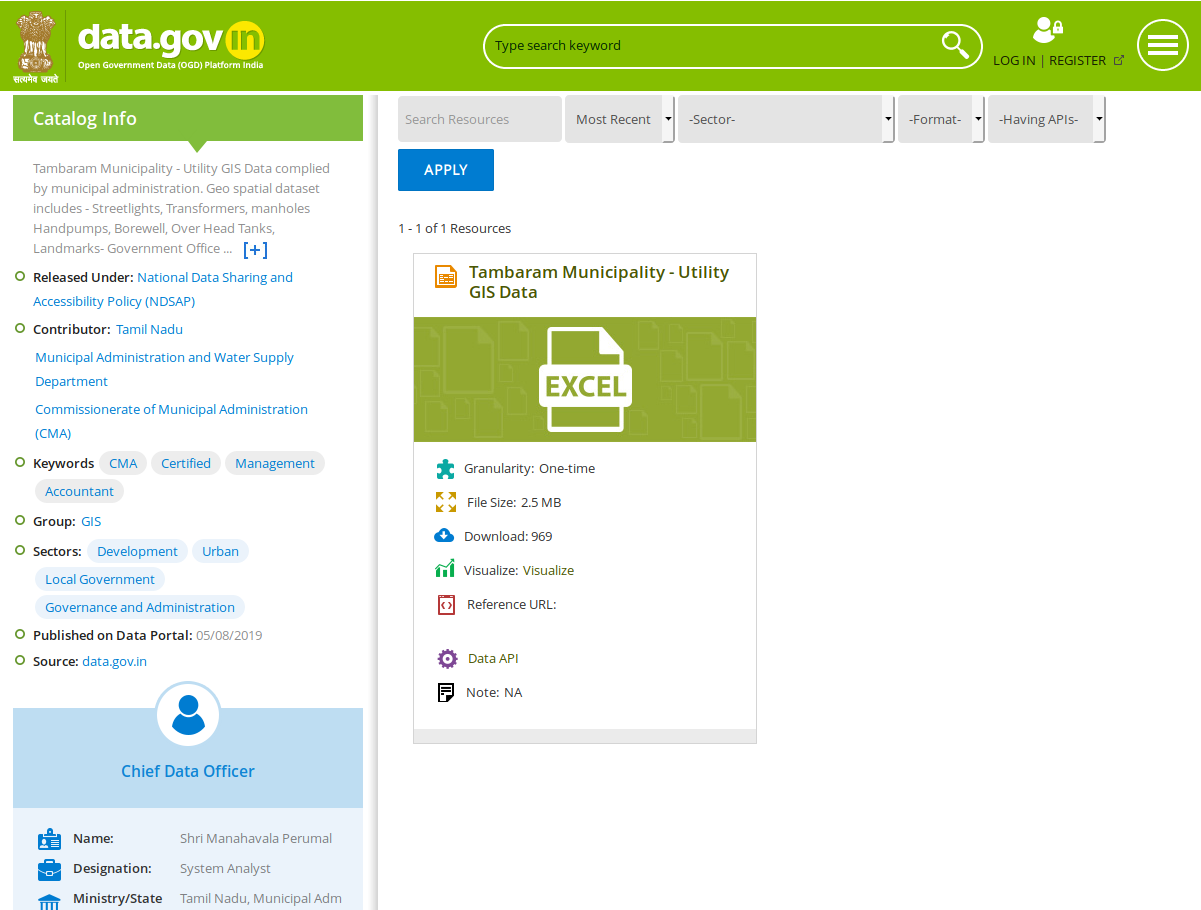 सत्यमेव जयते
data.gov in
Open Government Data (OGD) Platform India
Type search keyword
LOG IN | REGISTER
Catalog Info
Tambaram Municipality - Utility GIS Data complied
by municipal administration. Geo spatial dataset
includes - Streetlights, Transformers, manholes
Handpumps, Borewell, Over Head Tanks,
Landmarks- Government Office ... [+]
Released Under: National Data Sharing and
Accessibility Policy (NDSAP)
Contributor: Tamil Nadu
Municipal Administration and Water Supply
Department
Commissionerate of Municipal Administration
(CMA)
Keywords CMA Certified Management
Accountant
Group: GIS
Sectors: Development Urban
Local Government
Governance and Administration
Published on Data Portal: 05/08/2019
Source: data.gov.in
Chief Data Officer
Name: Shri Manahavala Perumal
Designation: System Analyst
Ministry/State Tamil Nadu, Municipal Adm
Search Resources Most Recent -Sector- -Format- -Having APIs-
APPLY
1 - 1 of 1 Resources
Tambaram Municipality - Utility
GIS Data
EXCEL
Granularity: One-time
File Size: 2.5 MB
Download: 969
Visualize: Visualize
Reference URL:
Data API
Note: NA